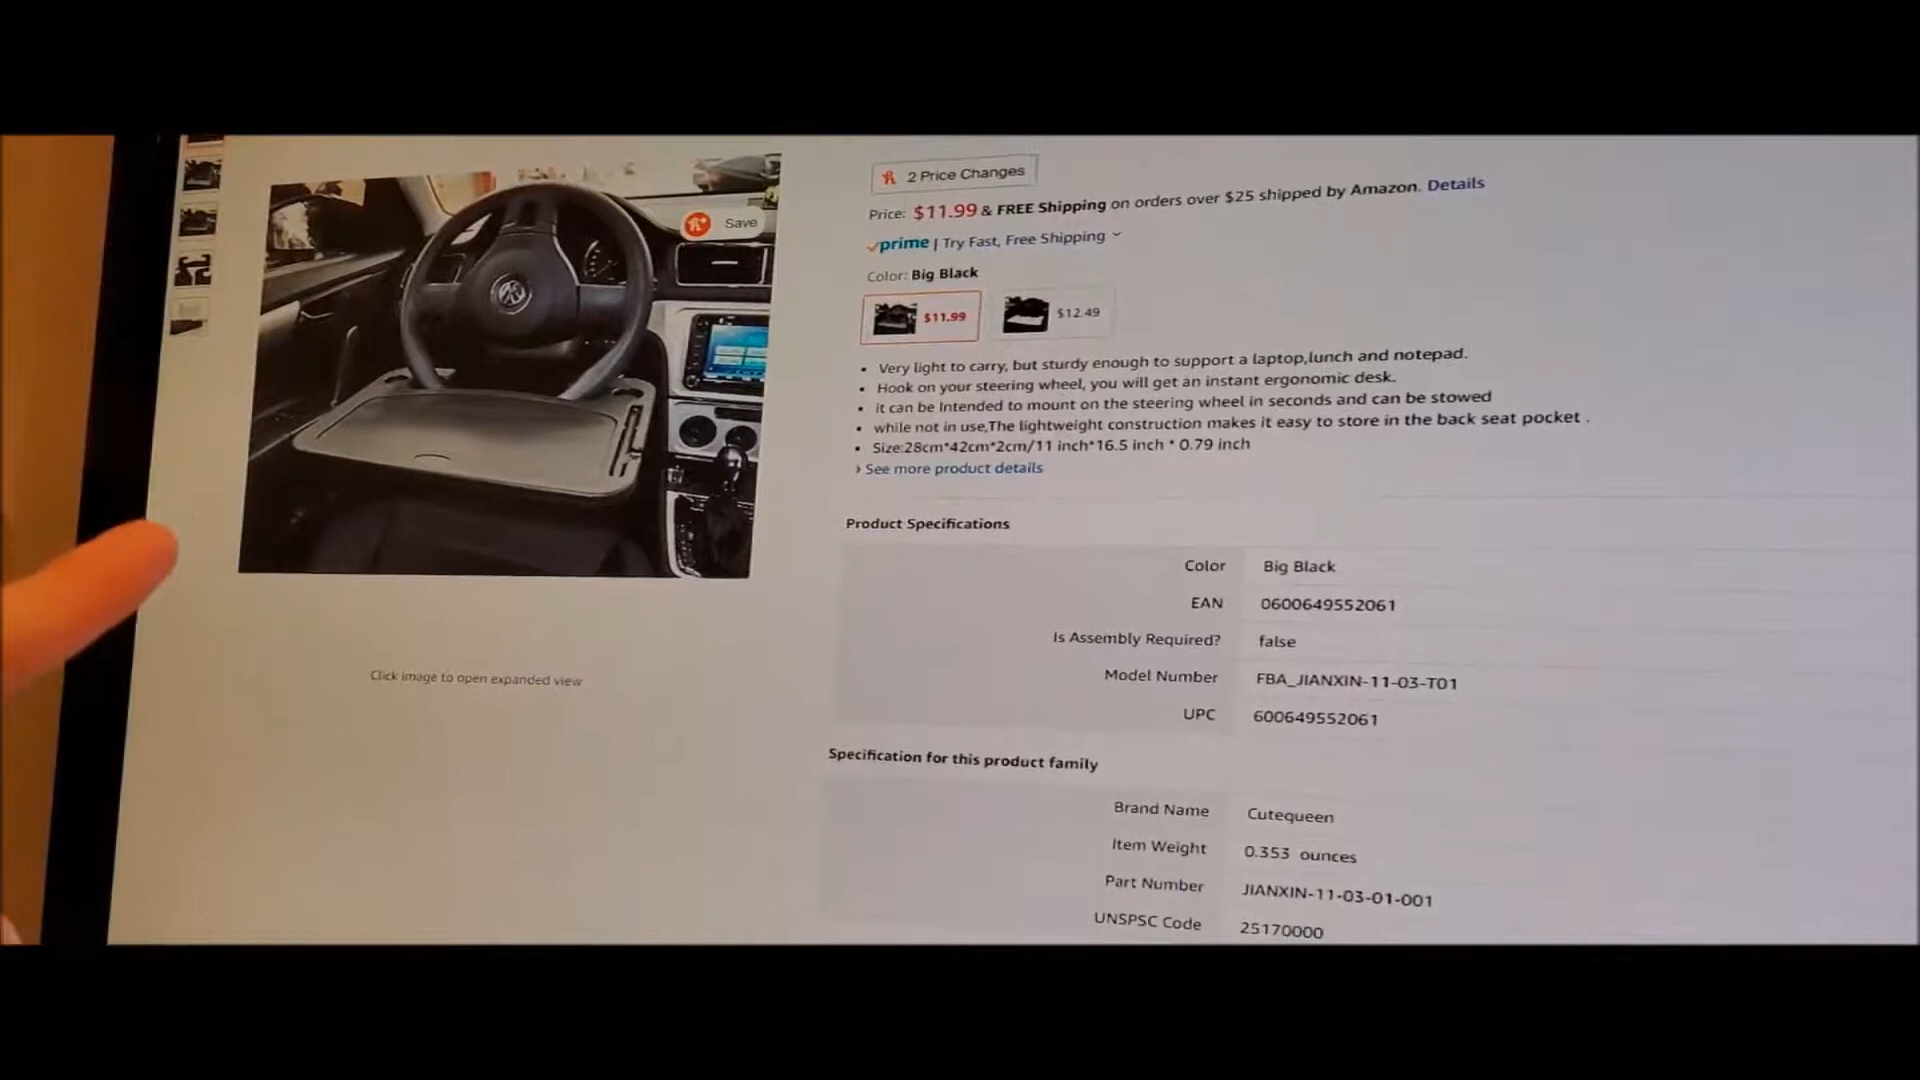 2 Price Changes
Price: $11.99 & FREE Shipping on orders over $25 shipped by Amazon. Details
prime | Try Fast, Free Shipping
Color: Big Black
Save
$11.99
$12.49
Very light to carry, but sturdy enough to support a laptop,lunch and notepad.
Hook on your steering wheel, you will get an instant ergonomic desk.
it can be Intended to mount on the steering wheel in seconds and can be stowed
while not in use,The lightweight construction makes it easy to store in the back seat pocket .
Size:28cm*42cm*2cm/11 inch*16.5 inch * 0.79 inch
› See more product details
Click image to open expanded view
Product Specifications
Color Big Black
EAN 0600649552061
Is Assembly Required? false
Model Number FBA_JIANXIN-11-03-T01
UPC 600649552061
Specification for this product family
Brand Name Cutequeen
Item Weight 0.353 ounces
Part Number JIANXIN-11-03-01-001
UNSPSC Code 25170000